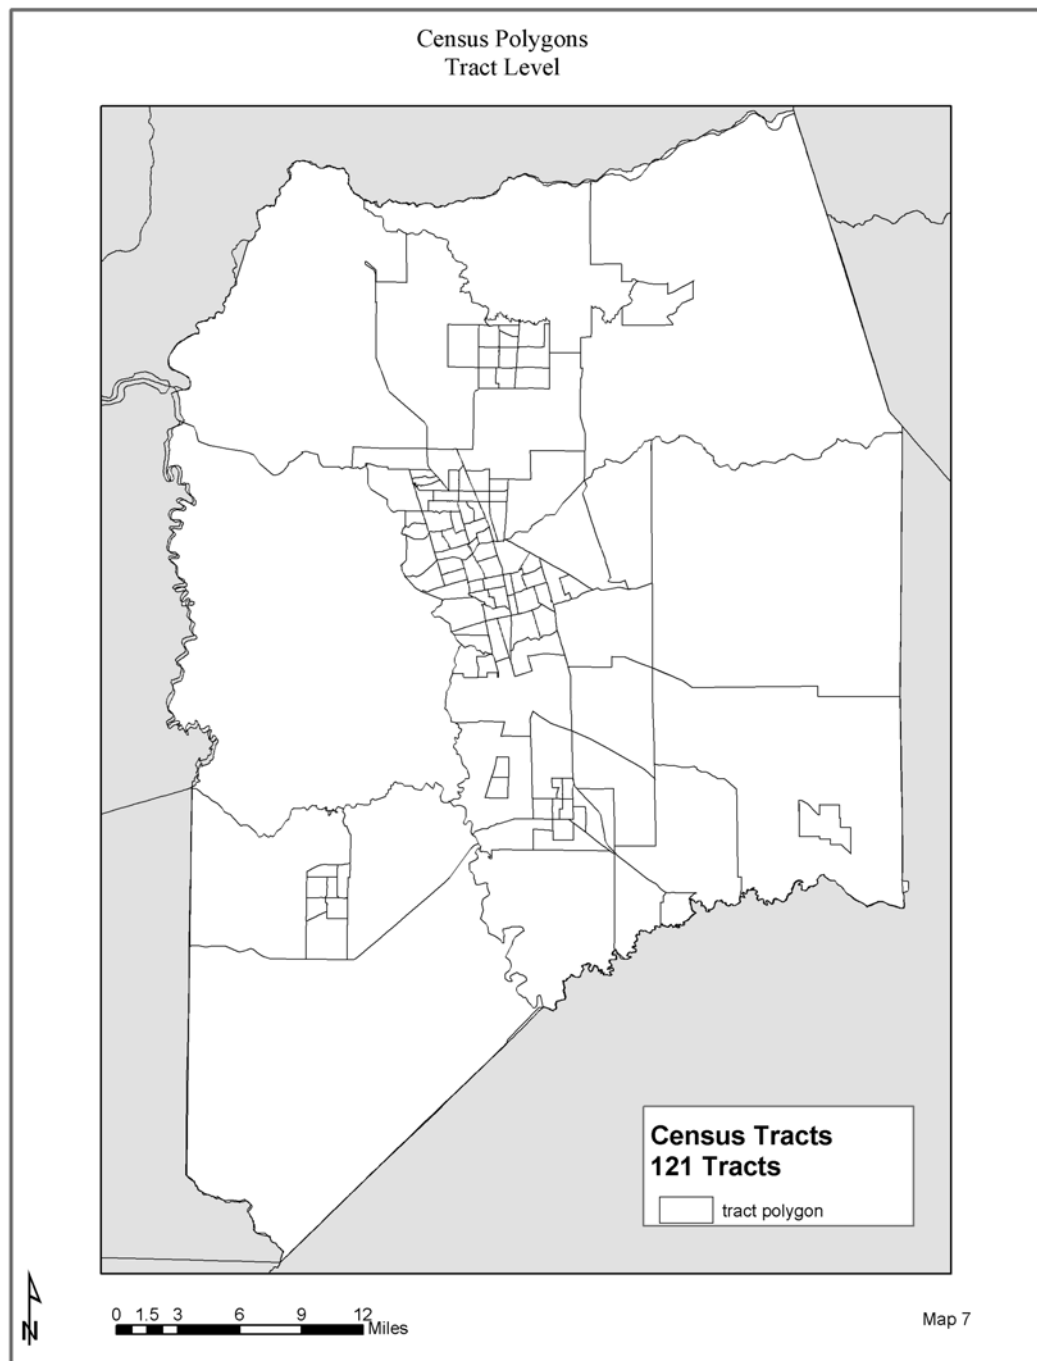 Census Polygons
Tract Level
Census Tracts
121 Tracts
tract polygon
N
0 1.5 3 6 9 12
Miles
Map 7